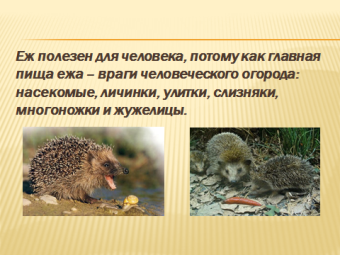 Еж полезен для человека, потому как главная
пища ежа – враги человеческого огорода:
насекомые, личинки, улитки, слизняки,
многоножки и жужелицы.